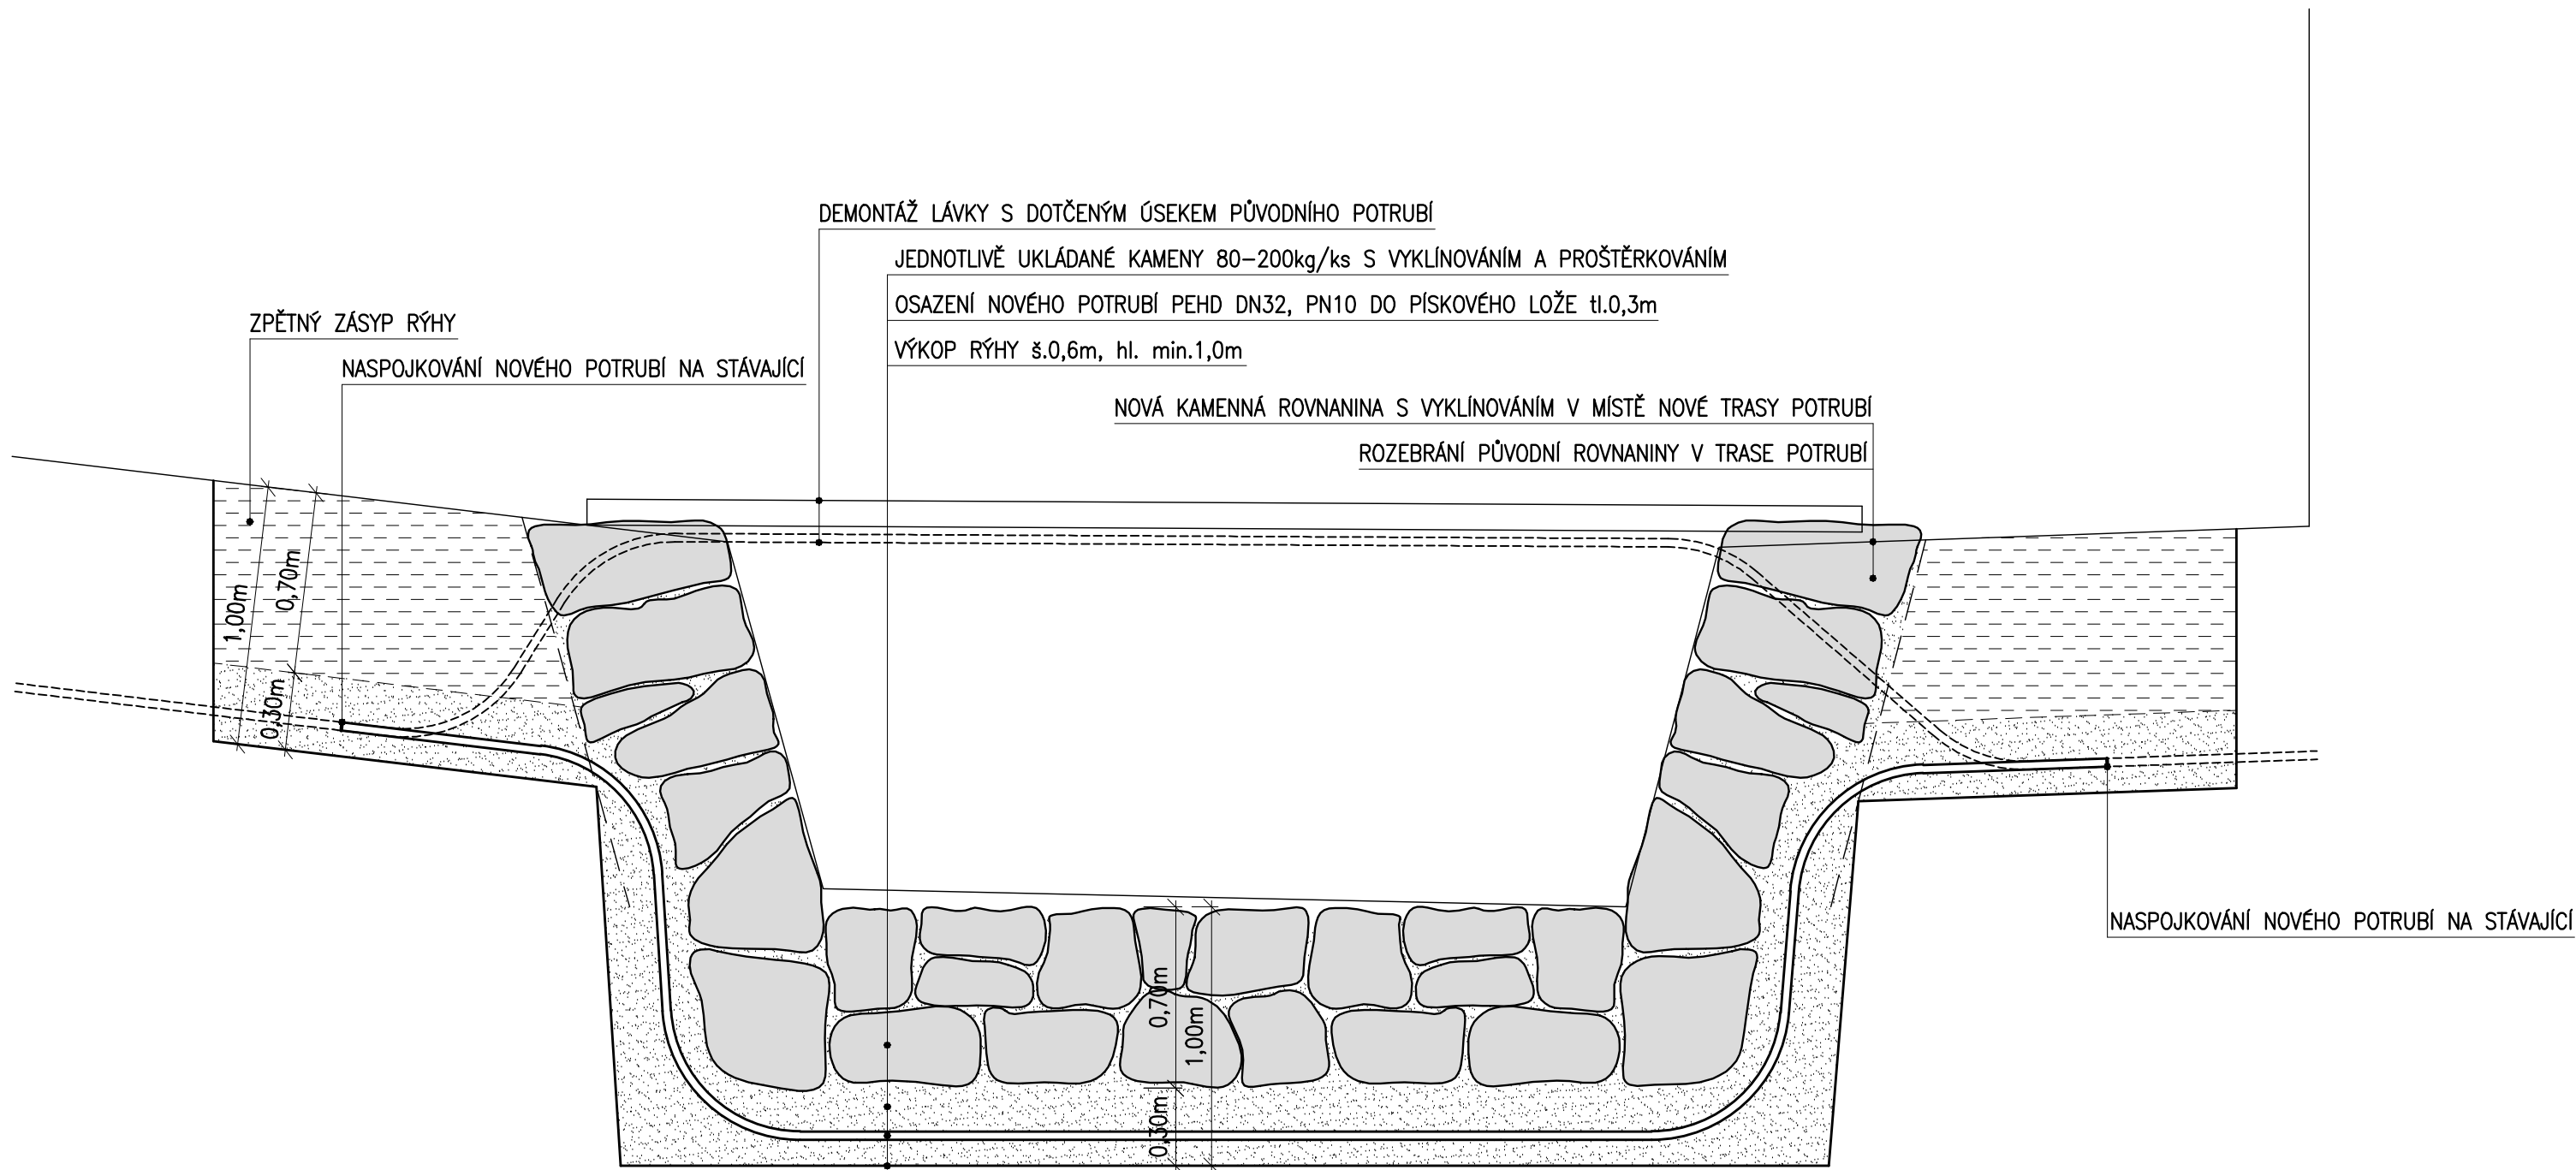 DEMONTÁŽ LÁVKY S DOTČENÝM ÚSEKEM PŮVODNÍHO POTRUBÍ
JEDNOTLIVĚ UKLÁDANÉ KAMENY 80-200kg/ks S VYKLÍNOVÁNÍM A PROŠTĚRKOVÁNÍM
OSAZENÍ NOVÉHO POTRUBÍ PEHD DN32, PN10 DO PÍSKOVÉHO LOŽE tl.0,3m
VÝKOP RÝHY š.0,6m, hl. min.1,0m
ZPĚTNÝ ZÁSYP RÝHY
NASPOJKOVÁNÍ NOVÉHO POTRUBÍ NA STÁVAJÍCÍ
NOVÁ KAMENNÁ ROVNANINA S VYKLÍNOVÁNÍM V MÍSTĚ NOVÉ TRASY POTRUBÍ
ROZEBRÁNÍ PŮVODNÍ ROVNANINY V TRASE POTRUBÍ
1,00m
0,70m
0,30m
NASPOJKOVÁNÍ NOVÉHO POTRUBÍ NA STÁVAJÍCÍ
0,70m
1,00m
0,30m